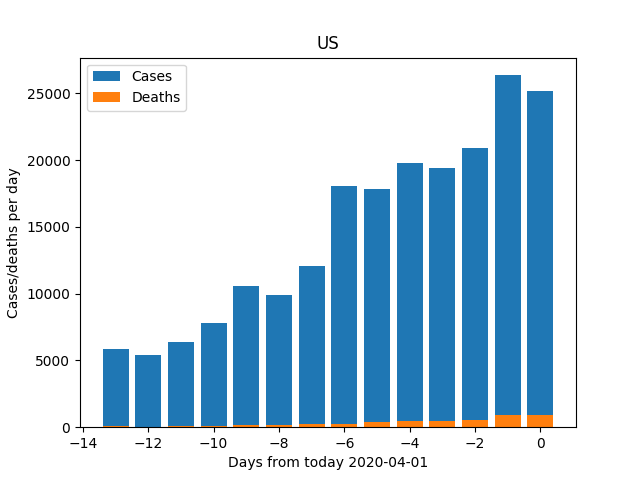 US
Cases
Deaths
Cases/deaths per day
25000
20000
15000
10000
5000
0
−14 −12 −10 −8 −6 −4 −2 0
Days from today 2020-04-01